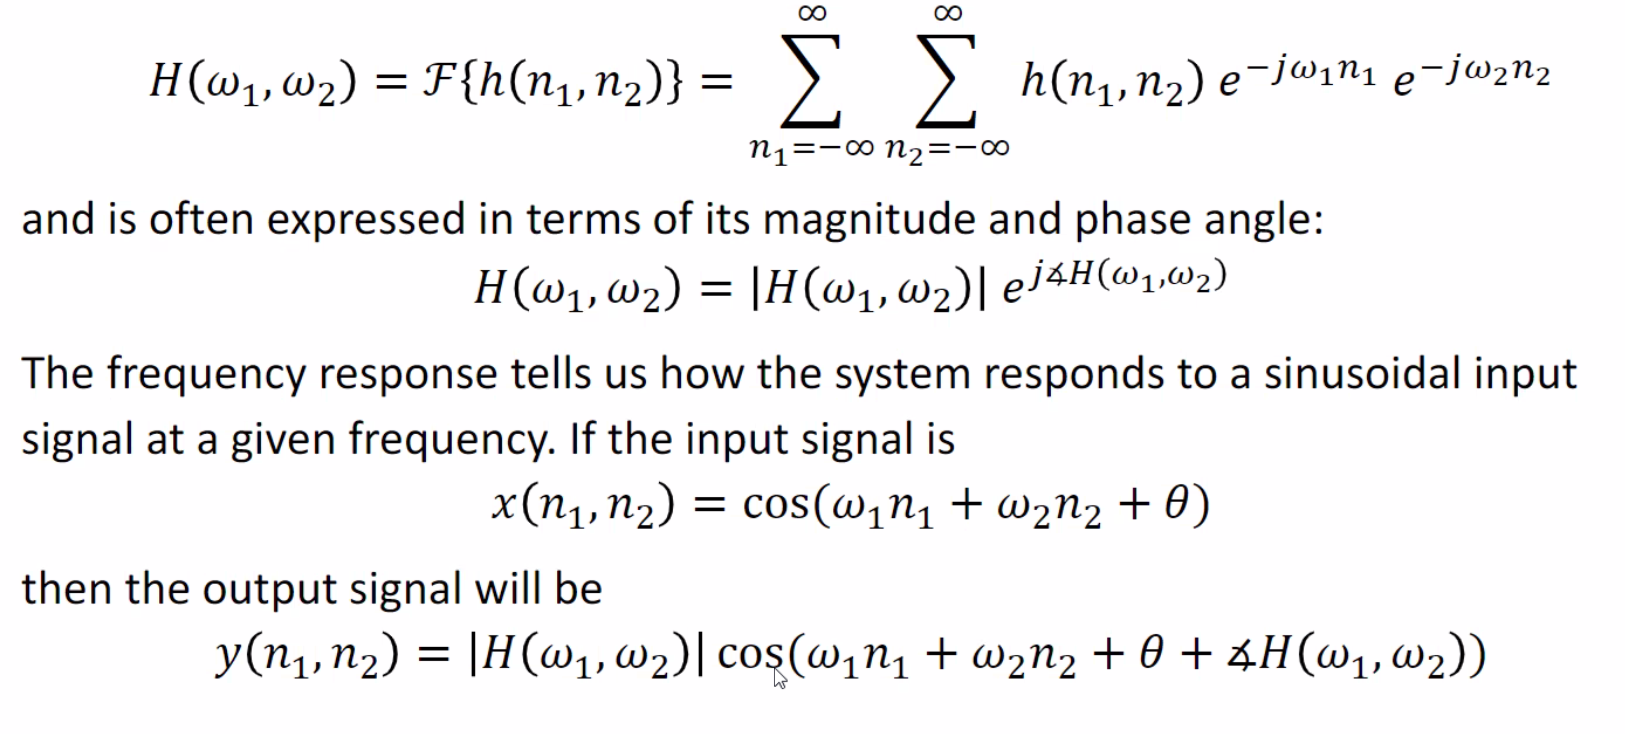 H(ω₁, ω₂) = ℱ{h(n₁, n₂)} = ∑_{n₁=−∞}^{∞} ∑_{n₂=−∞}^{∞} h(n₁, n₂) e^{−jω₁n₁} e^{−jω₂n₂}
and is often expressed in terms of its magnitude and phase angle:
H(ω₁, ω₂) = |H(ω₁, ω₂)| e^{j∡H(ω₁,ω₂)}
The frequency response tells us how the system responds to a sinusoidal input
signal at a given frequency. If the input signal is
x(n₁, n₂) = cos(ω₁n₁ + ω₂n₂ + θ)
then the output signal will be
y(n₁, n₂) = |H(ω₁, ω₂)| cos(ω₁n₁ + ω₂n₂ + θ + ∡H(ω₁, ω₂))